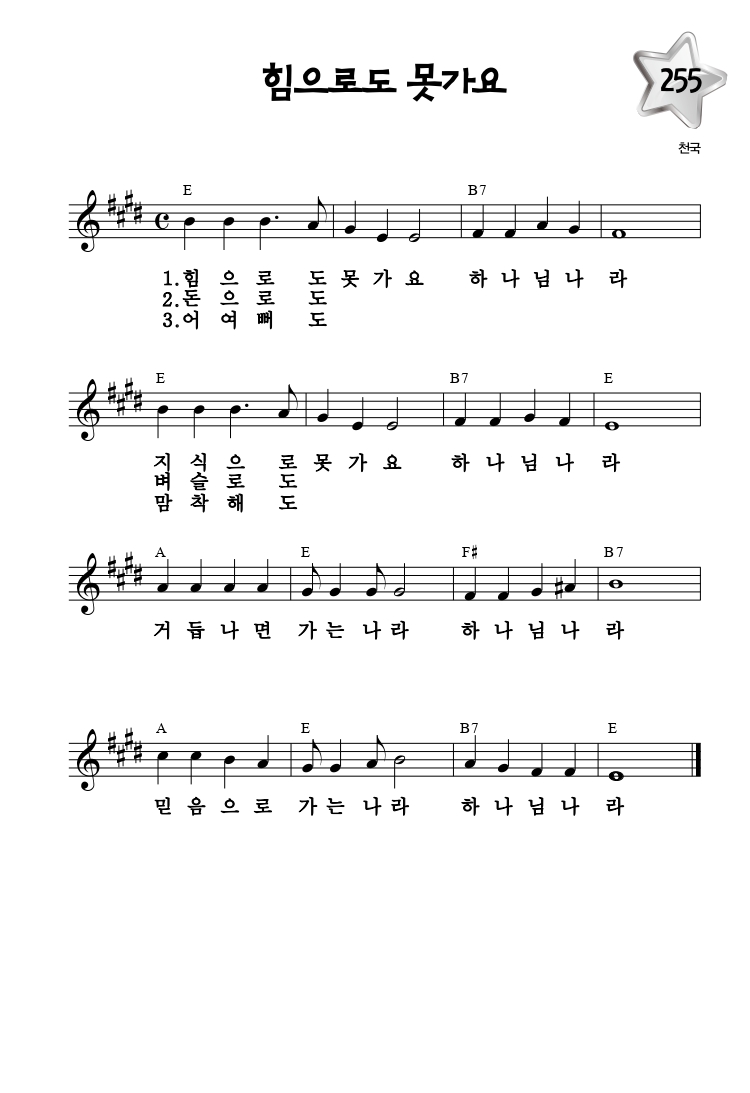 힘으로도 못가요
255
천국
E B7
1.힘 으 로 도 못 가 요 하 나 님 나 라
2.돈 으 로 도
3.어 여 뻐 도
E B7 E
지 식 으 로 못 가 요 하 나 님 나 라
벼 슬 로 도
맘 착 해 도
A E F# B7
거 듭 나 면 가 는 나 라 하 나 님 나 라
A E B7 E
믿 음 으 로 가 는 나 라 하 나 님 나 라